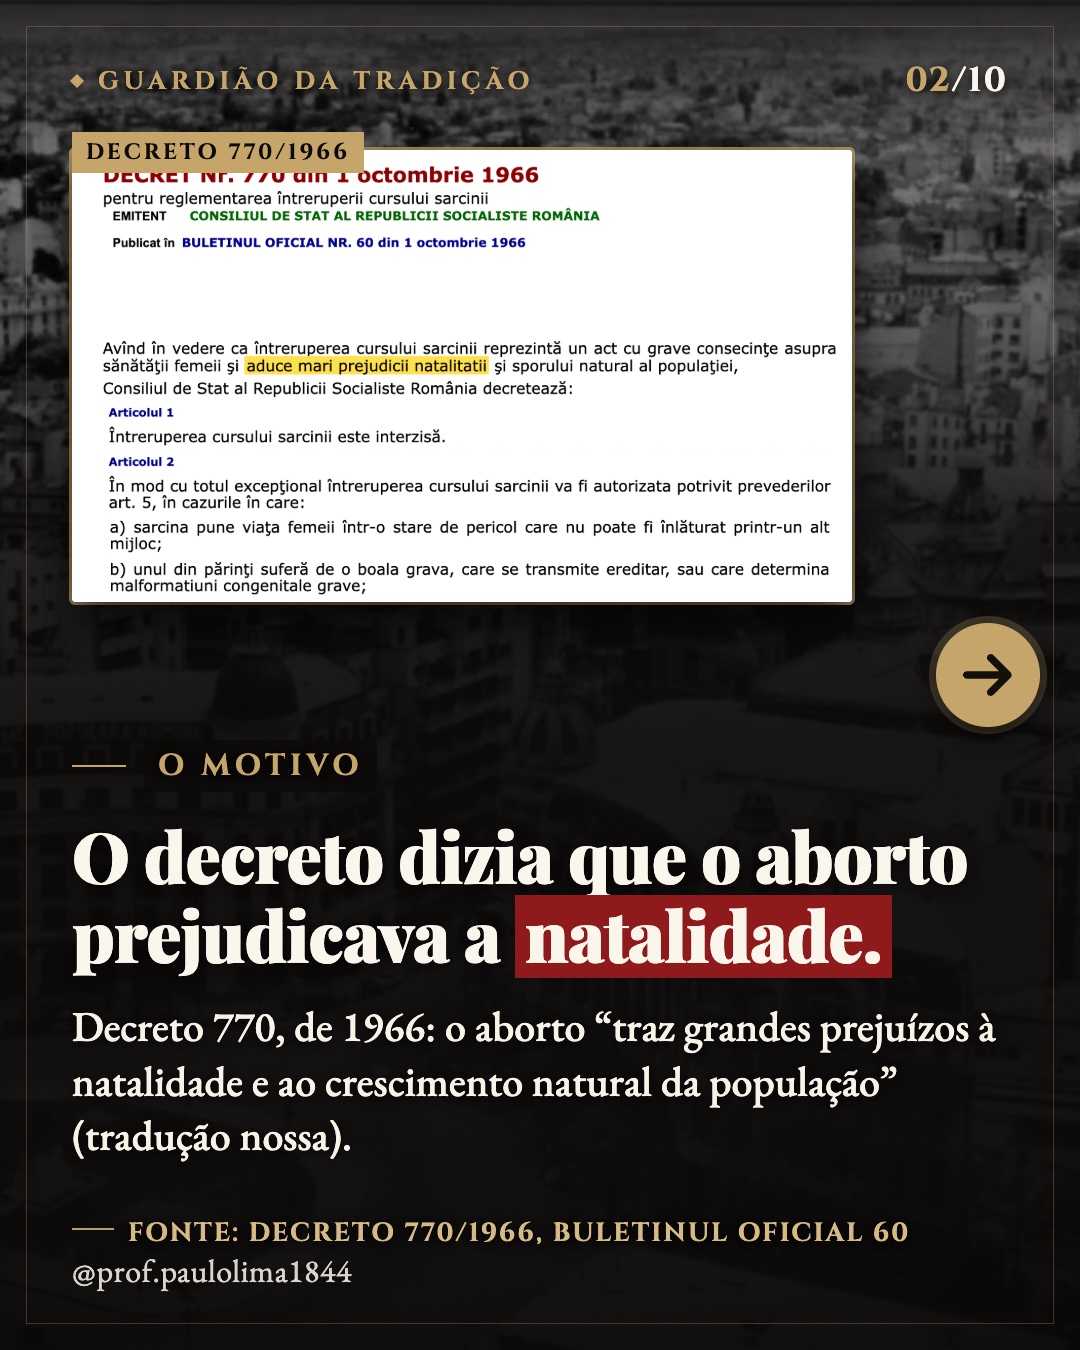 GUARDIÃO DA TRADIÇÃO
02/10
DECRETO 770/1966
DECRET Nr. 770 din 1 octombrie 1966
pentru reglementarea întreruperii cursului sarcinii
EMITENT CONSILIUL DE STAT AL REPUBLICII SOCIALISTE ROMÂNIA
Publicat în BULETINUL OFICIAL NR. 60 din 1 octombrie 1966
Avînd în vedere ca întreruperea cursului sarcinii reprezintă un act cu grave consecinţe asupra
sănătăţii femeii şi aduce mari prejudicii natalitatii şi sporului natural al populaţiei,
Consiliul de Stat al Republicii Socialiste România decretează:
Articolul 1
Întreruperea cursului sarcinii este interzisă.
Articolul 2
În mod cu totul excepţional întreruperea cursului sarcinii va fi autorizata potrivit prevederilor
art. 5, în cazurile în care:
a) sarcina pune viaţa femeii într-o stare de pericol care nu poate fi înlăturat printr-un alt
mijloc;
b) unul din părinţi suferă de o boala grava, care se transmite ereditar, sau care determina
malformatiuni congenitale grave;
O MOTIVO
O decreto dizia que o aborto
prejudicava a natalidade.
Decreto 770, de 1966: o aborto “traz grandes prejuízos à
natalidade e ao crescimento natural da população”
(tradução nossa).
FONTE: DECRETO 770/1966, BULETINUL OFICIAL 60
@prof.paulolima1844